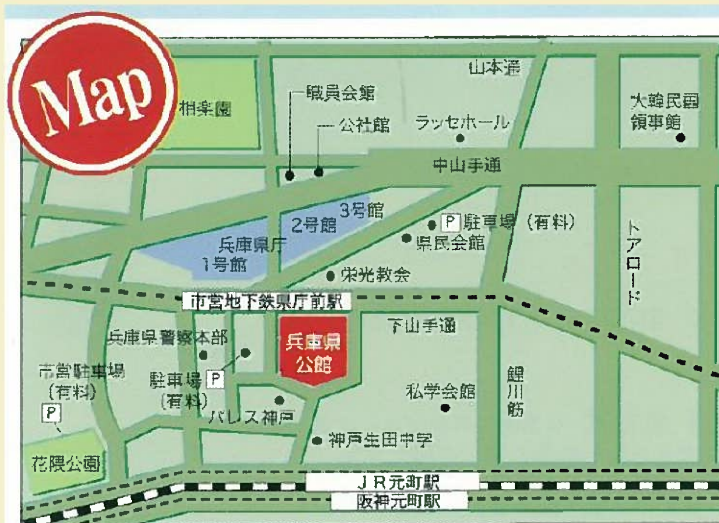 Map
相楽園
職員会館
公社館
山本通
ラッセホール
大韓民国
領事館
中山手通
3号館
2号館
兵庫県庁
1号館
P 駐車場（有料）
県民会館
トアロード
栄光教会
市営地下鉄県庁前駅
兵庫県警察本部
兵庫県
公館
下山手通
市営駐車場
（有料）
P
駐車場 P
（有料）
パレス神戸
私学会館
鯉川筋
神戸生田中学
花隈公園
JR元町駅
阪神元町駅